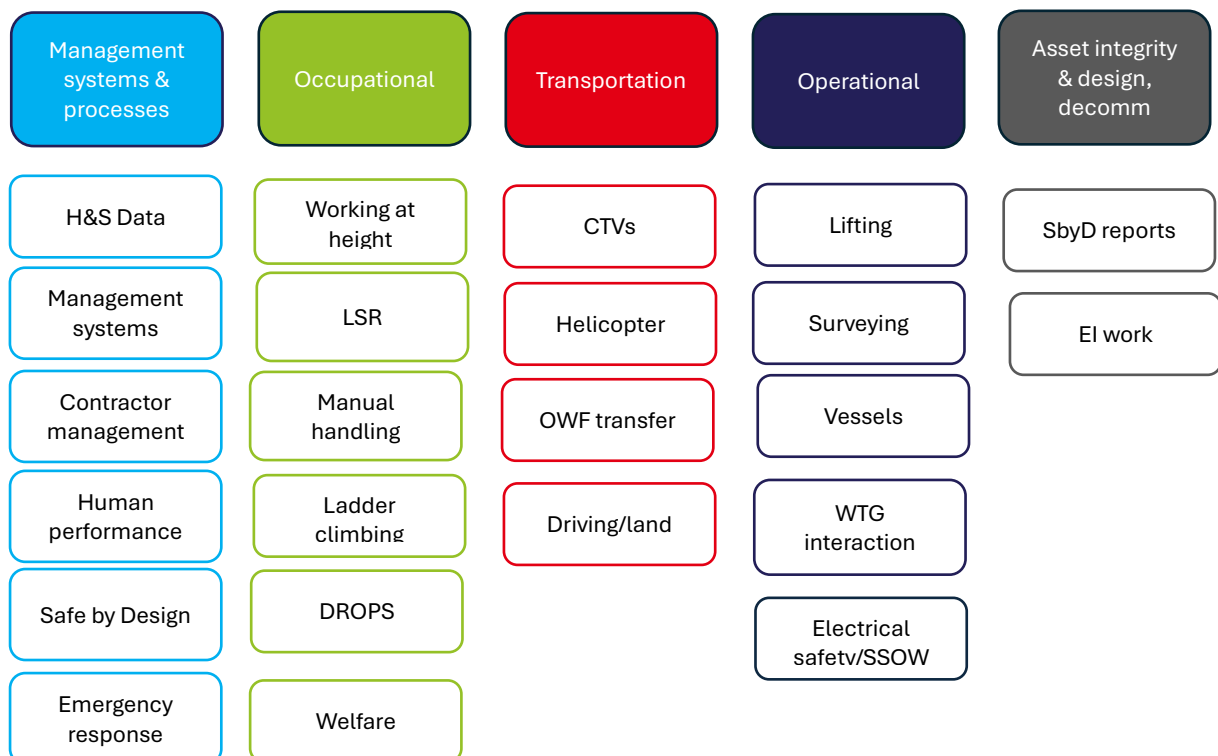 Management
systems &
processes
Occupational
Transportation
Operational
Asset integrity
& design,
decomm
H&S Data
Management
systems
Contractor
management
Human
performance
Safe by Design
Emergency
response
Working at
height
LSR
Manual
handling
Ladder
climbing
DROPS
Welfare
CTVs
Helicopter
OWF transfer
Driving/land
Lifting
Surveying
Vessels
WTG
interaction
Electrical
safety/SSOW
SbyD reports
EI work